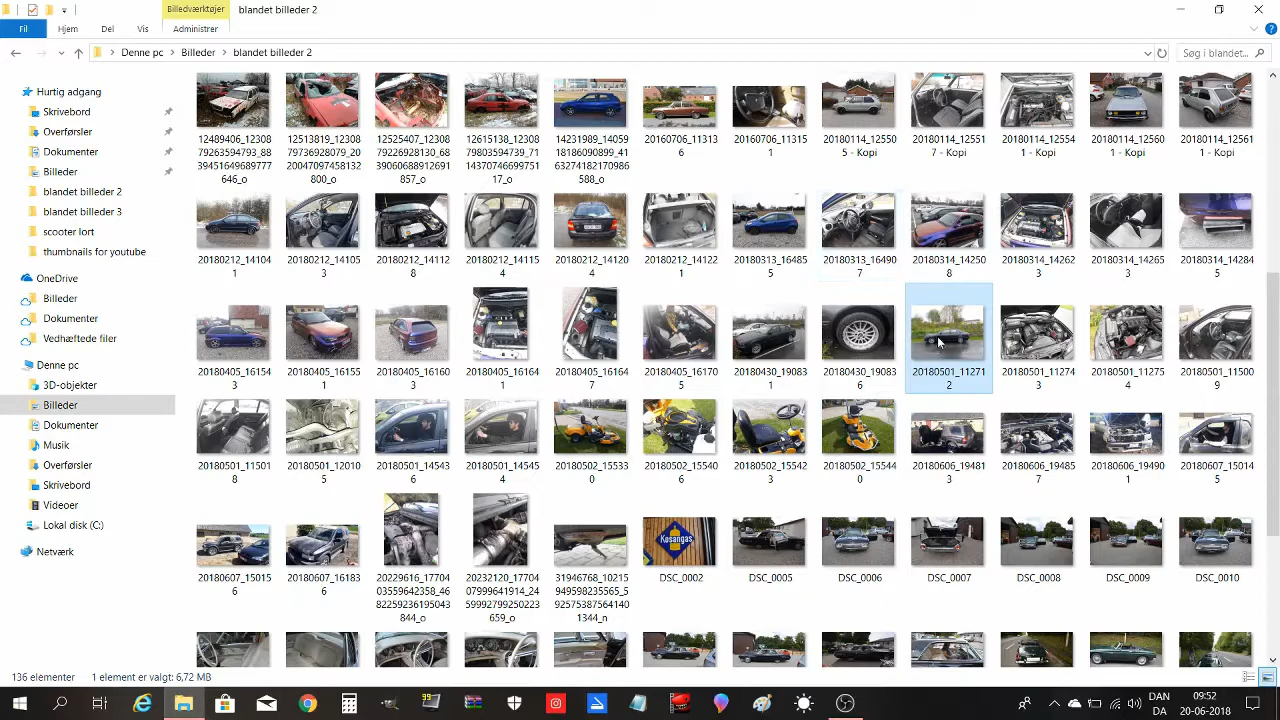 Billedværktøjer
blandet billeder 2
Fil
Hjem
Del
Vis
Administrer
Denne pc
Billeder
blandet billeder 2
Søg i blandet...
Hurtig adgang
Skrivebord
Overførsler
Dokumenter
Billeder
blandet billeder 2
blandet billeder 3
scooter lort
thumbnails for youtube
OneDrive
Billeder
Dokumenter
Vedhæftede filer
Denne pc
3D-objekter
Billeder
Dokumenter
Musik
Overførsler
Skrivebord
Videoer
Lokal disk (C:)
Netværk
12489406_12308
79263594793_88
39451649689777
646_o
12513819_12308
79736928079_20
20047097458132
800_o
12525407_12308
79226928130_68
39060688912691
857_o
12615138_12308
79980394739_71
14370746699751
17_o
14231989_14059
78186090899_41
63274182170986
588_o
20160706_11313
6
20160706_11315
1
20180114_12550
5 - Kopi
20180114_12551
7 - Kopi
20180114_12554
1 - Kopi
20180114_12560
1 - Kopi
20180114_12561
1 - Kopi
20180212_14104
1
20180212_14105
3
20180212_14112
8
20180212_14115
4
20180212_14120
4
20180212_14122
1
20180313_16485
2
20180313_16490
7
20180314_14250
8
20180314_14262
3
20180314_14265
3
20180314_14284
5
20180405_16154
3
20180405_16155
1
20180405_16160
3
20180405_16164
1
20180405_16164
7
20180405_16170
5
20180430_19083
1
20180430_19083
6
20180501_11271
2
20180501_11274
3
20180501_11275
4
20180501_11500
9
20180501_11501
8
20180501_12010
5
20180501_14543
6
20180501_14545
4
20180502_15533
0
20180502_15540
6
20180502_15542
3
20180502_15544
0
20180606_19481
3
20180606_19485
7
20180606_19490
1
20180607_15014
5
20180607_15015
6
20180607_16183
6
20229616_17704
03559642358_46
82259236195043
844_o
20232120_17704
07999641914_24
59992799250223
659_o
31946768_10215
949598235565_5
92575387564140
1344_n
Kosangas
DSC_0002
DSC_0005
DSC_0006
DSC_0007
DSC_0008
DSC_0009
DSC_0010
136 elementer
1 element er valgt: 6,72 MB
99
DAN
DA
09:52
20-06-2018